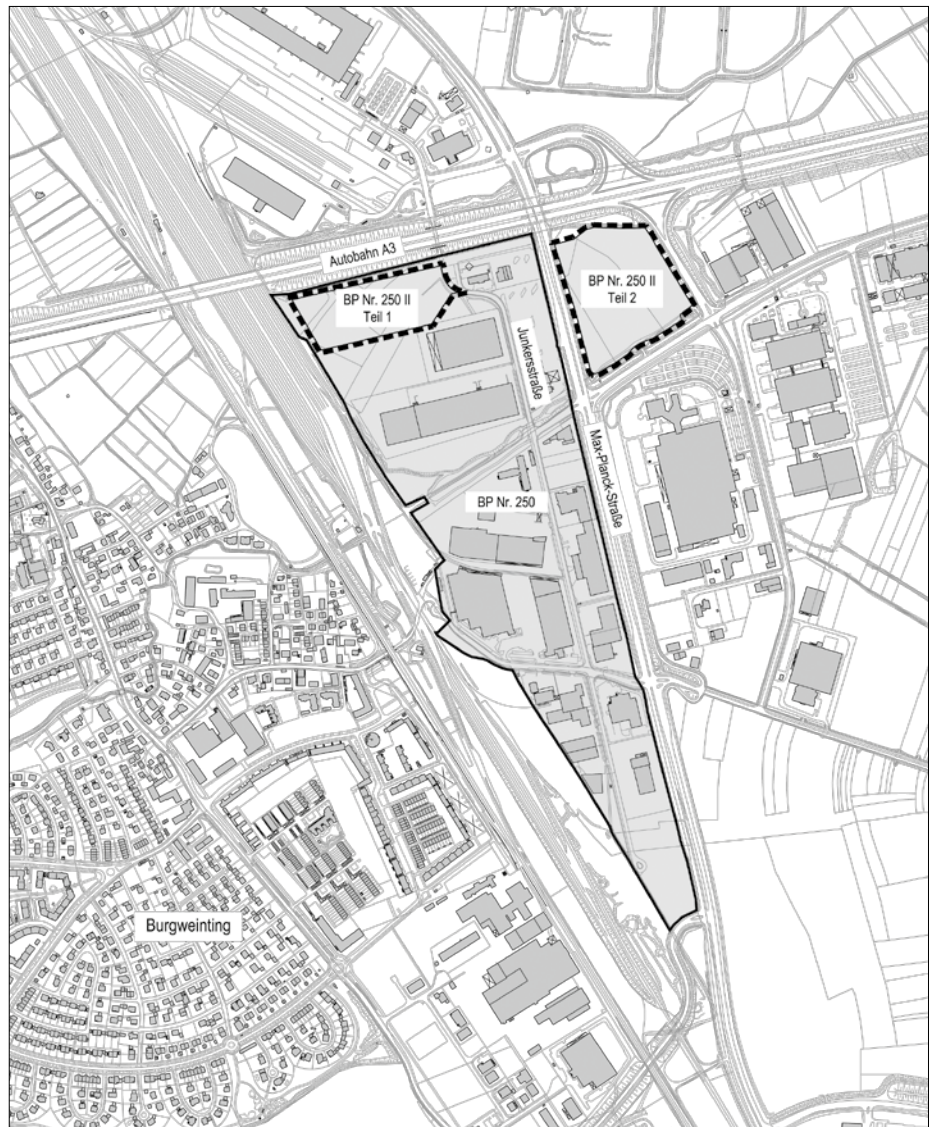 Autobahn A3
BP Nr. 250 II
Teil 1
BP Nr. 250 II
Teil 2
Junkersstraße
Max-Planck-Straße
BP Nr. 250
Burgweinting